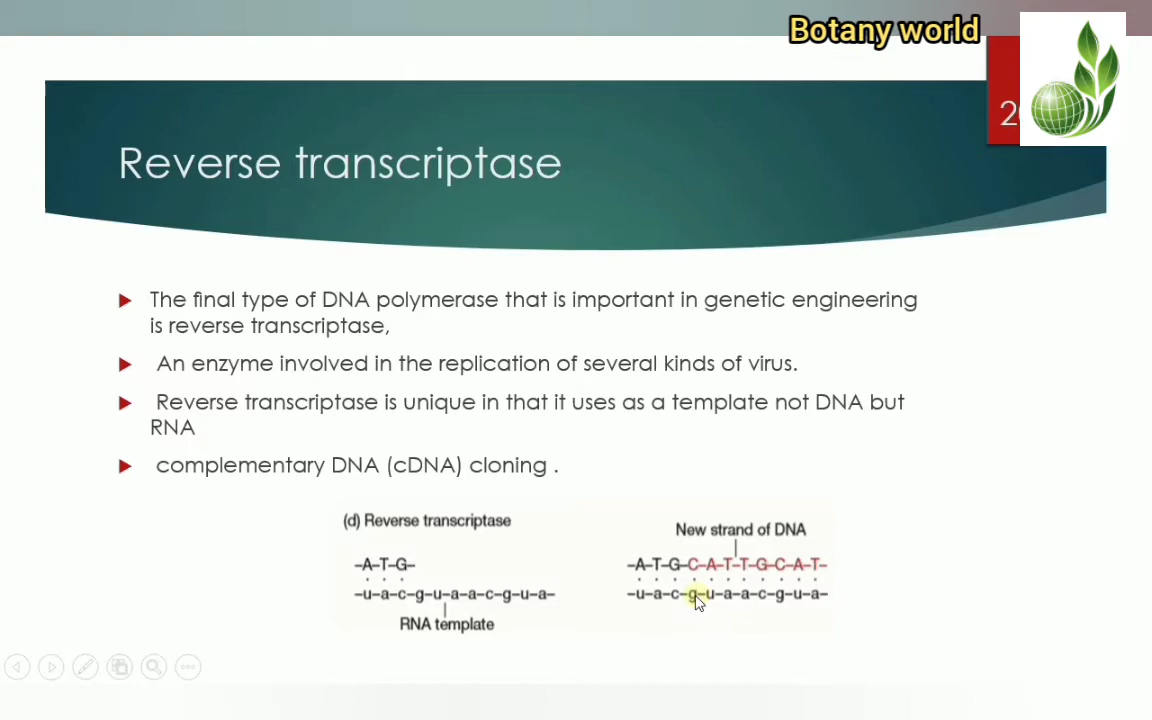 Botany world
Reverse transcriptase
The final type of DNA polymerase that is important in genetic engineering
is reverse transcriptase,
An enzyme involved in the replication of several kinds of virus.
Reverse transcriptase is unique in that it uses as a template not DNA but
RNA
complementary DNA (cDNA) cloning .
(d) Reverse transcriptase
-A-T-G-
-u-a-c-g-u-a-a-c-g-u-a-
RNA template
New strand of DNA
-A-T-G-C-A-T-T-G-C-A-T-
-u-a-c-g-u-a-a-c-g-u-a-